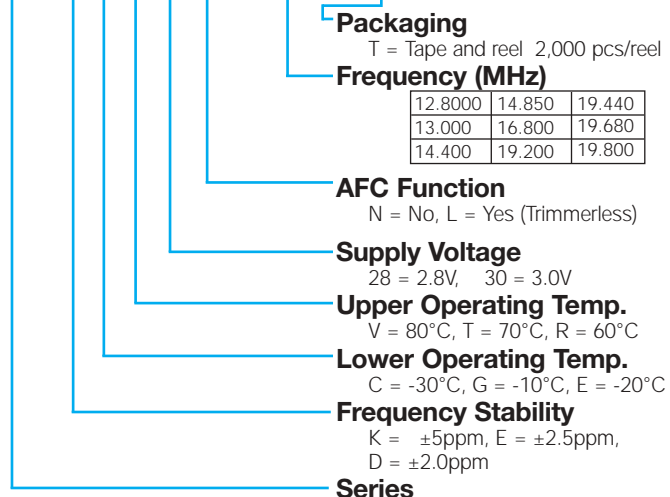 Packaging
T = Tape and reel 2,000 pcs/reel
Frequency (MHz)
12.8000 14.850 19.440
13.000 16.800 19.680
14.400 19.200 19.800
AFC Function
N = No, L = Yes (Trimmerless)
Supply Voltage
28 = 2.8V, 30 = 3.0V
Upper Operating Temp.
V = 80°C, T = 70°C, R = 60°C
Lower Operating Temp.
C = -30°C, G = -10°C, E = -20°C
Frequency Stability
K = ±5ppm, E = ±2.5ppm,
D = ±2.0ppm
Series